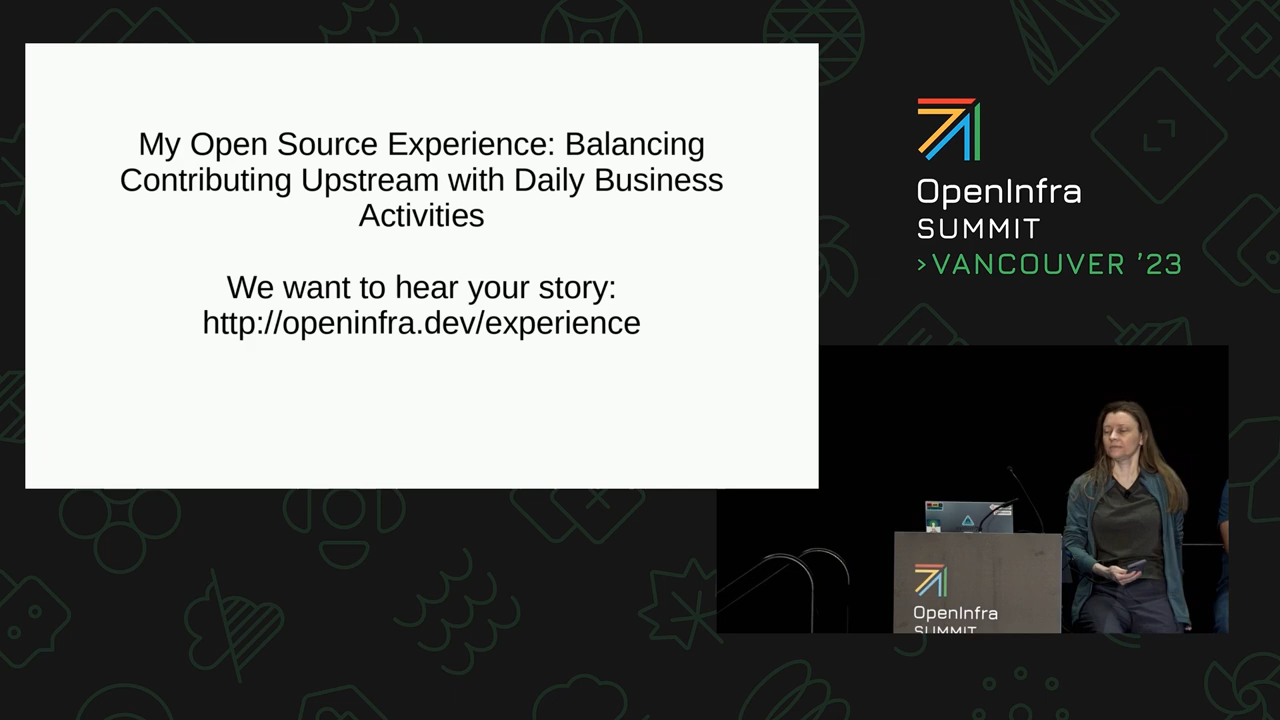 My Open Source Experience: Balancing
Contributing Upstream with Daily Business
Activities
We want to hear your story:
http://openinfra.dev/experience
OpenInfra
SUMMIT
>VANCOUVER ’23
OpenInfra
SUMMIT